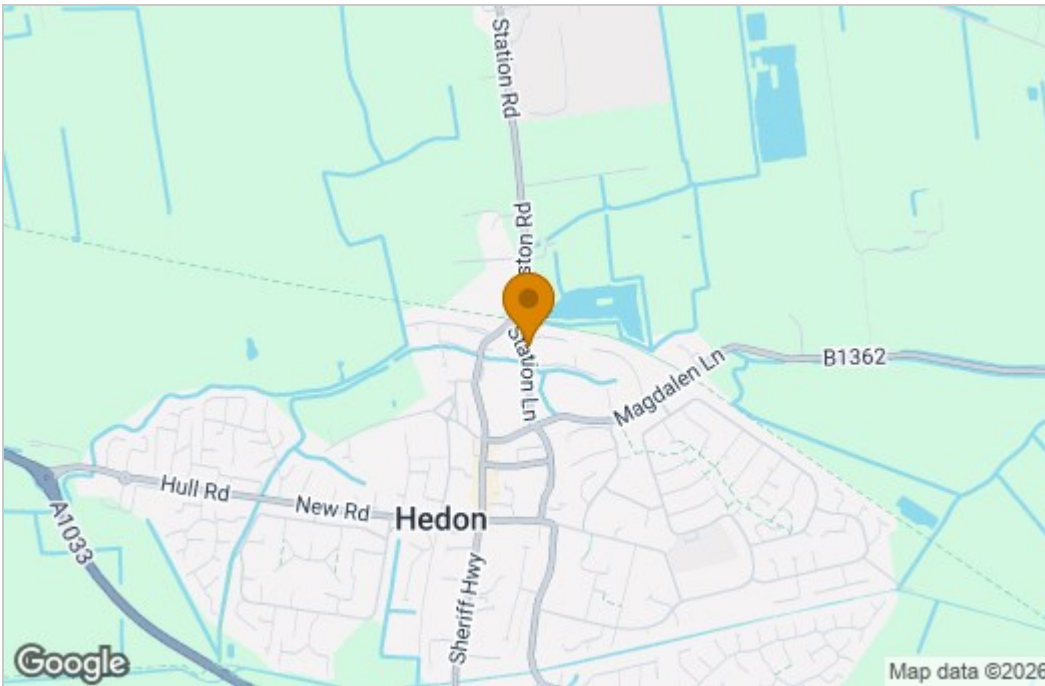 Station Rd
ston Rd
Station Ln
Magdalen Ln
B1362
Hull Rd
New Rd
Hedon
A1033
Sheriff Hwy
Google
Map data ©2026